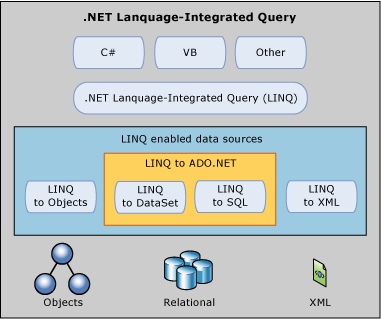 .NET Lanquage-Integrated Query
C#
VB
Other
.NET Lanquage-Integrated Query (LINQ)
LINQ enabled data sources
LINQ to ADO.NET
LINQ
to Objects
LINQ
to DataSet
LINQ
to SQL
LINQ
to XML
Objects
Relational
XML